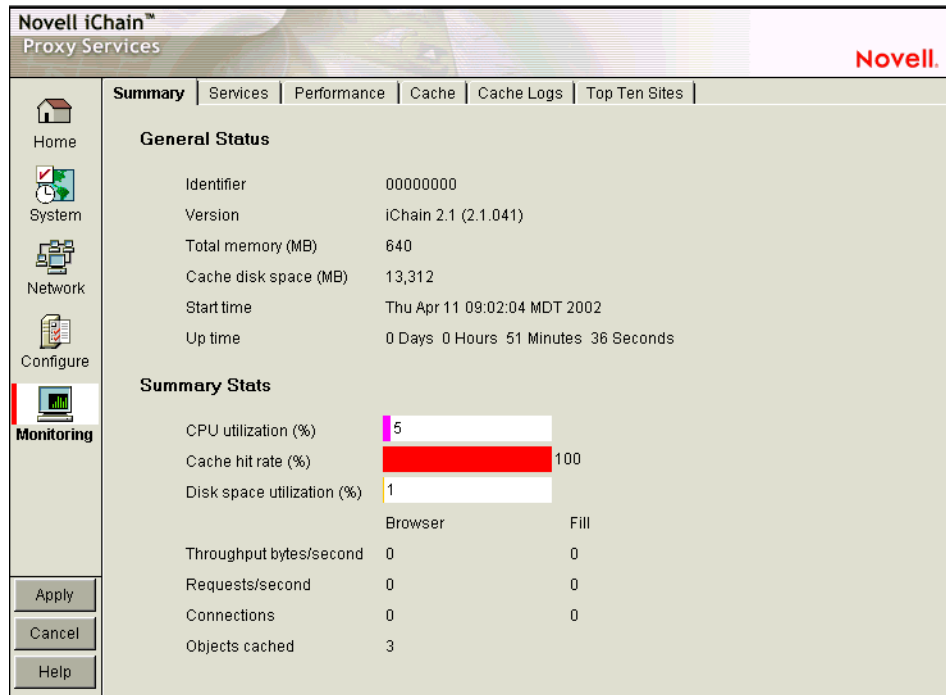 Novell iChain™
Proxy Services
Novell.
Summary Services Performance Cache Cache Logs Top Ten Sites
Home
System
Network
Configure
Monitoring
General Status
Identifier 00000000
Version iChain 2.1 (2.1.041)
Total memory (MB) 640
Cache disk space (MB) 13,312
Start time Thu Apr 11 09:02:04 MDT 2002
Up time 0 Days 0 Hours 51 Minutes 36 Seconds
Summary Stats
CPU utilization (%) 5
Cache hit rate (%) 100
Disk space utilization (%) 1
Browser Fill
Throughput bytes/second 0 0
Requests/second 0 0
Connections 0 0
Objects cached 3
Apply
Cancel
Help